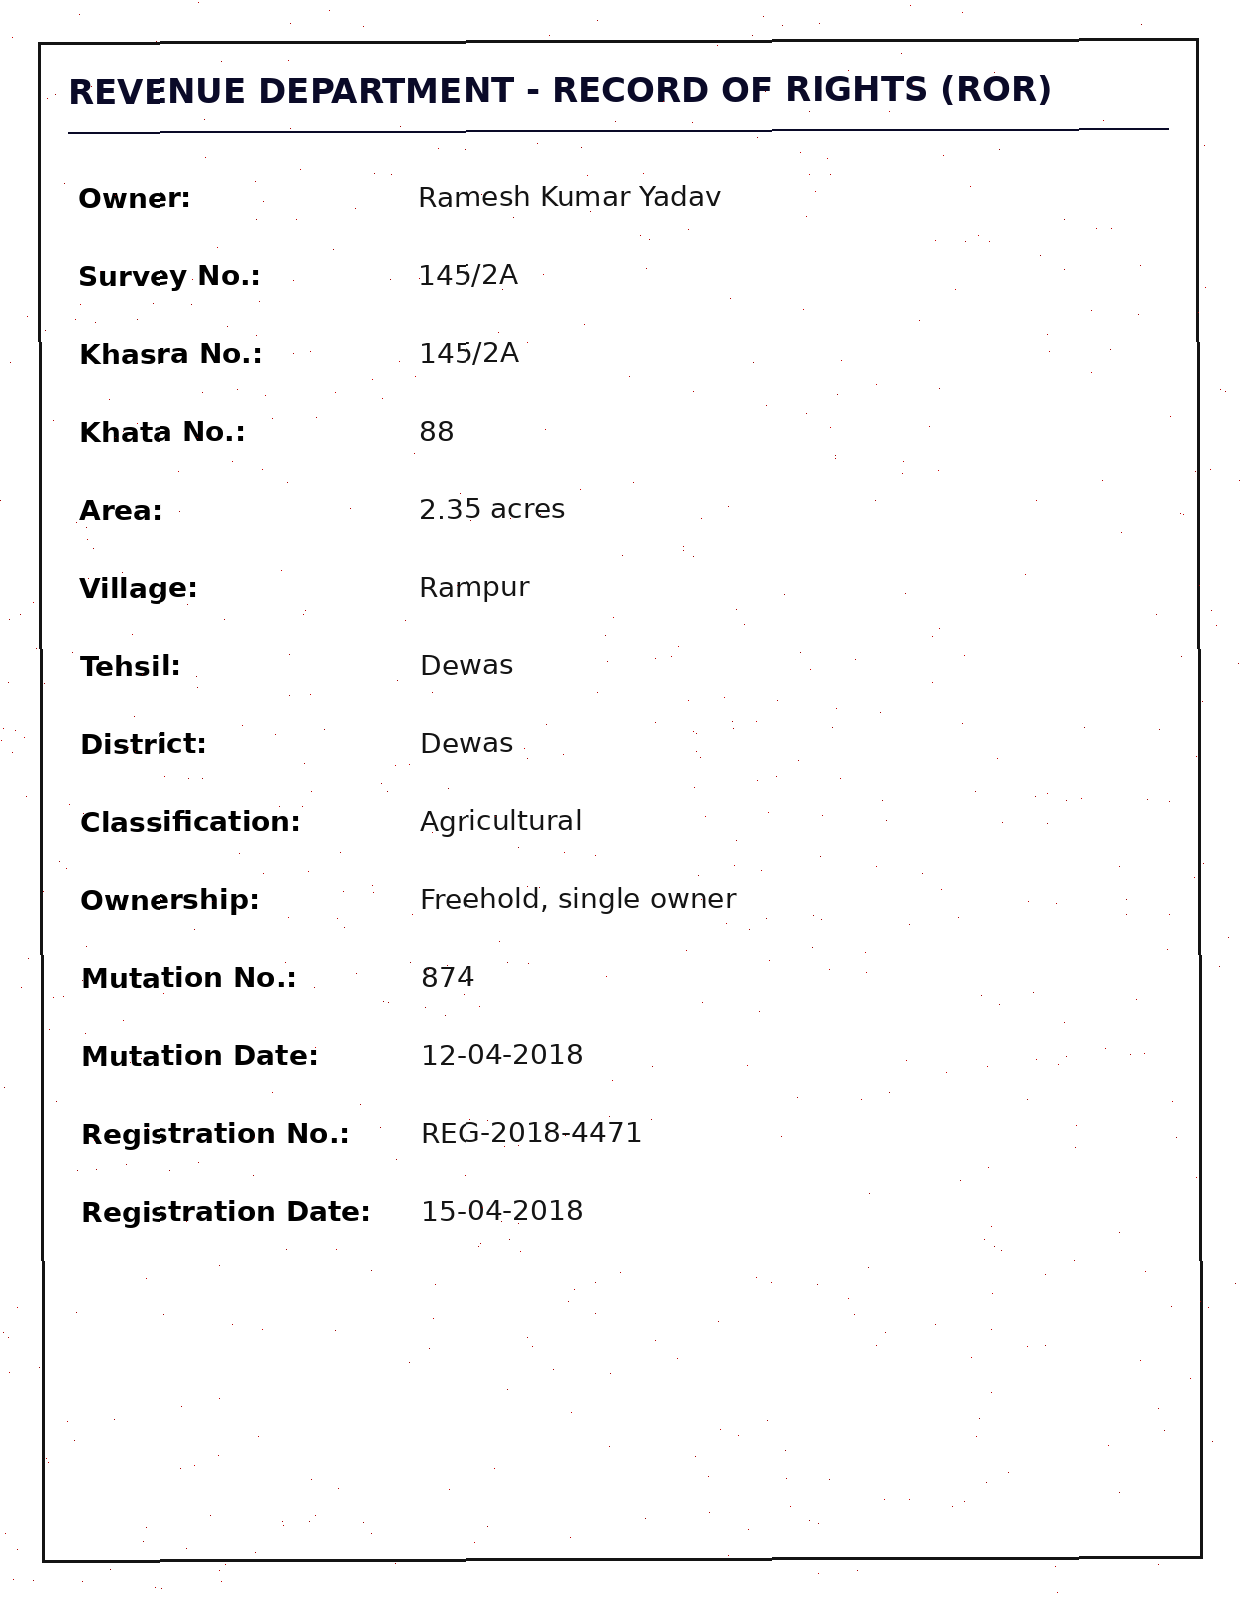 REVENUE DEPARTMENT - RECORD OF RIGHTS (ROR)
Owner: Ramesh Kumar Yadav
Survey No.: 145/2A
Khasra No.: 145/2A
Khata No.: 88
Area: 2.35 acres
Village: Rampur
Tehsil: Dewas
District: Dewas
Classification: Agricultural
Ownership: Freehold, single owner
Mutation No.: 874
Mutation Date: 12-04-2018
Registration No.: REG-2018-4471
Registration Date: 15-04-2018